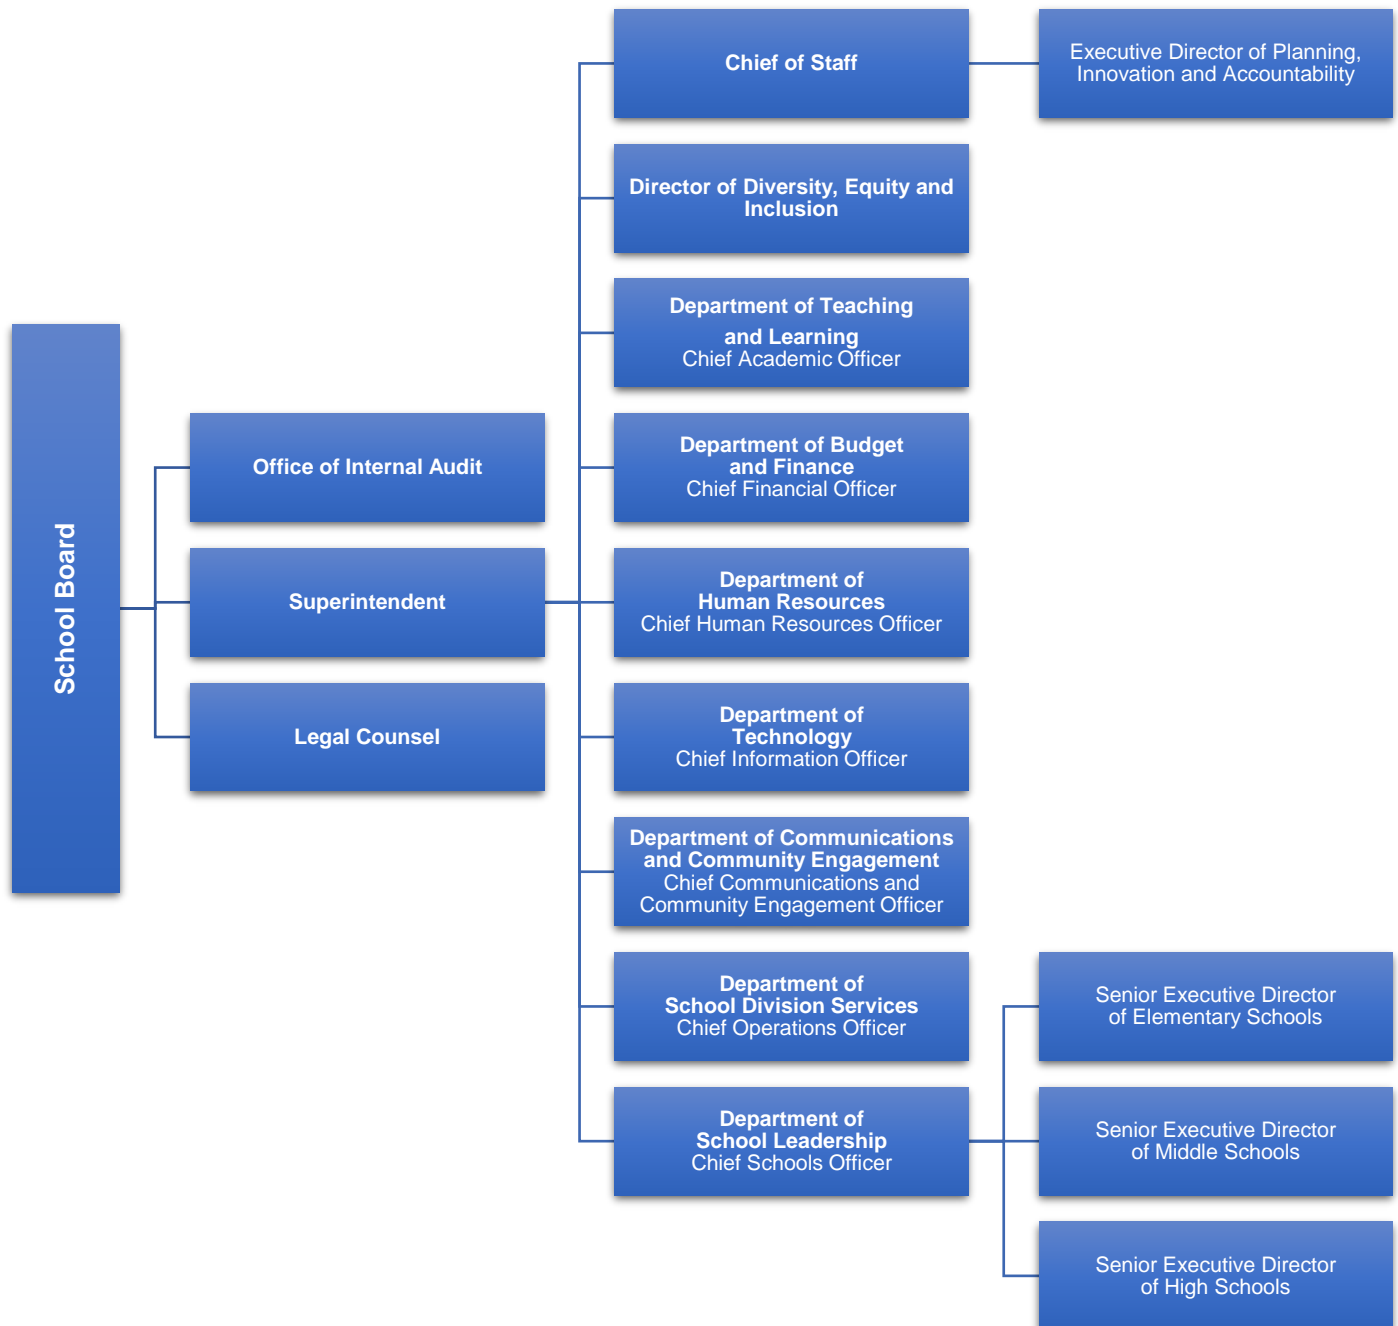 School Board
Office of Internal Audit
Superintendent
Legal Counsel
Chief of Staff
Executive Director of Planning,
Innovation and Accountability
Director of Diversity, Equity and
Inclusion
Department of Teaching
and Learning
Chief Academic Officer
Department of Budget
and Finance
Chief Financial Officer
Department of
Human Resources
Chief Human Resources Officer
Department of
Technology
Chief Information Officer
Department of Communications
and Community Engagement
Chief Communications and
Community Engagement Officer
Department of
School Division Services
Chief Operations Officer
Department of
School Leadership
Chief Schools Officer
Senior Executive Director
of Elementary Schools
Senior Executive Director
of Middle Schools
Senior Executive Director
of High Schools